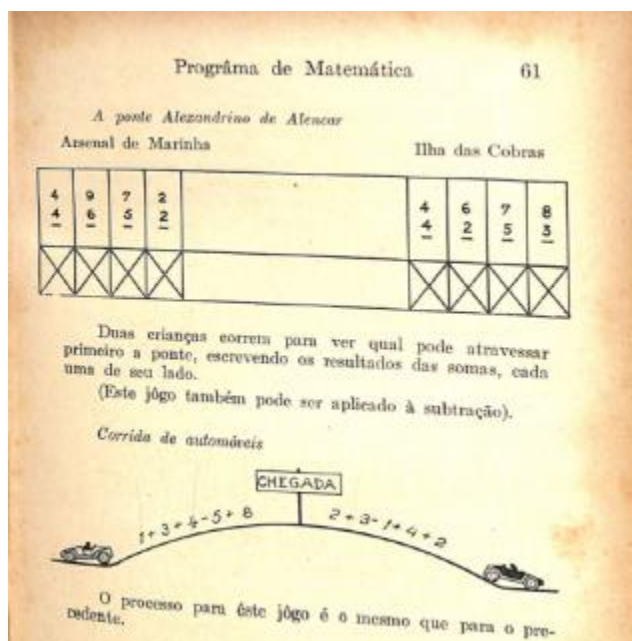 Prográma de Matemática 61
A ponte Alexandrino de Alencar
Arsenal de Marinha Ilha das Cobras
4 9 7 2 4 6 7 8
4 6 5 2 4 2 5 3
Duas crianças correm para ver qual pode atravessar
primeiro a ponte, escrevendo os resultados das somas, cada
uma de seu lado.
(Este jôgo também pode ser aplicado à subtração).
Corrida de automóveis
CHEGADA
1+3+4-5+8 2+3-1+4+2
O processo para êste jôgo é o mesmo que para o pre-
cedente.